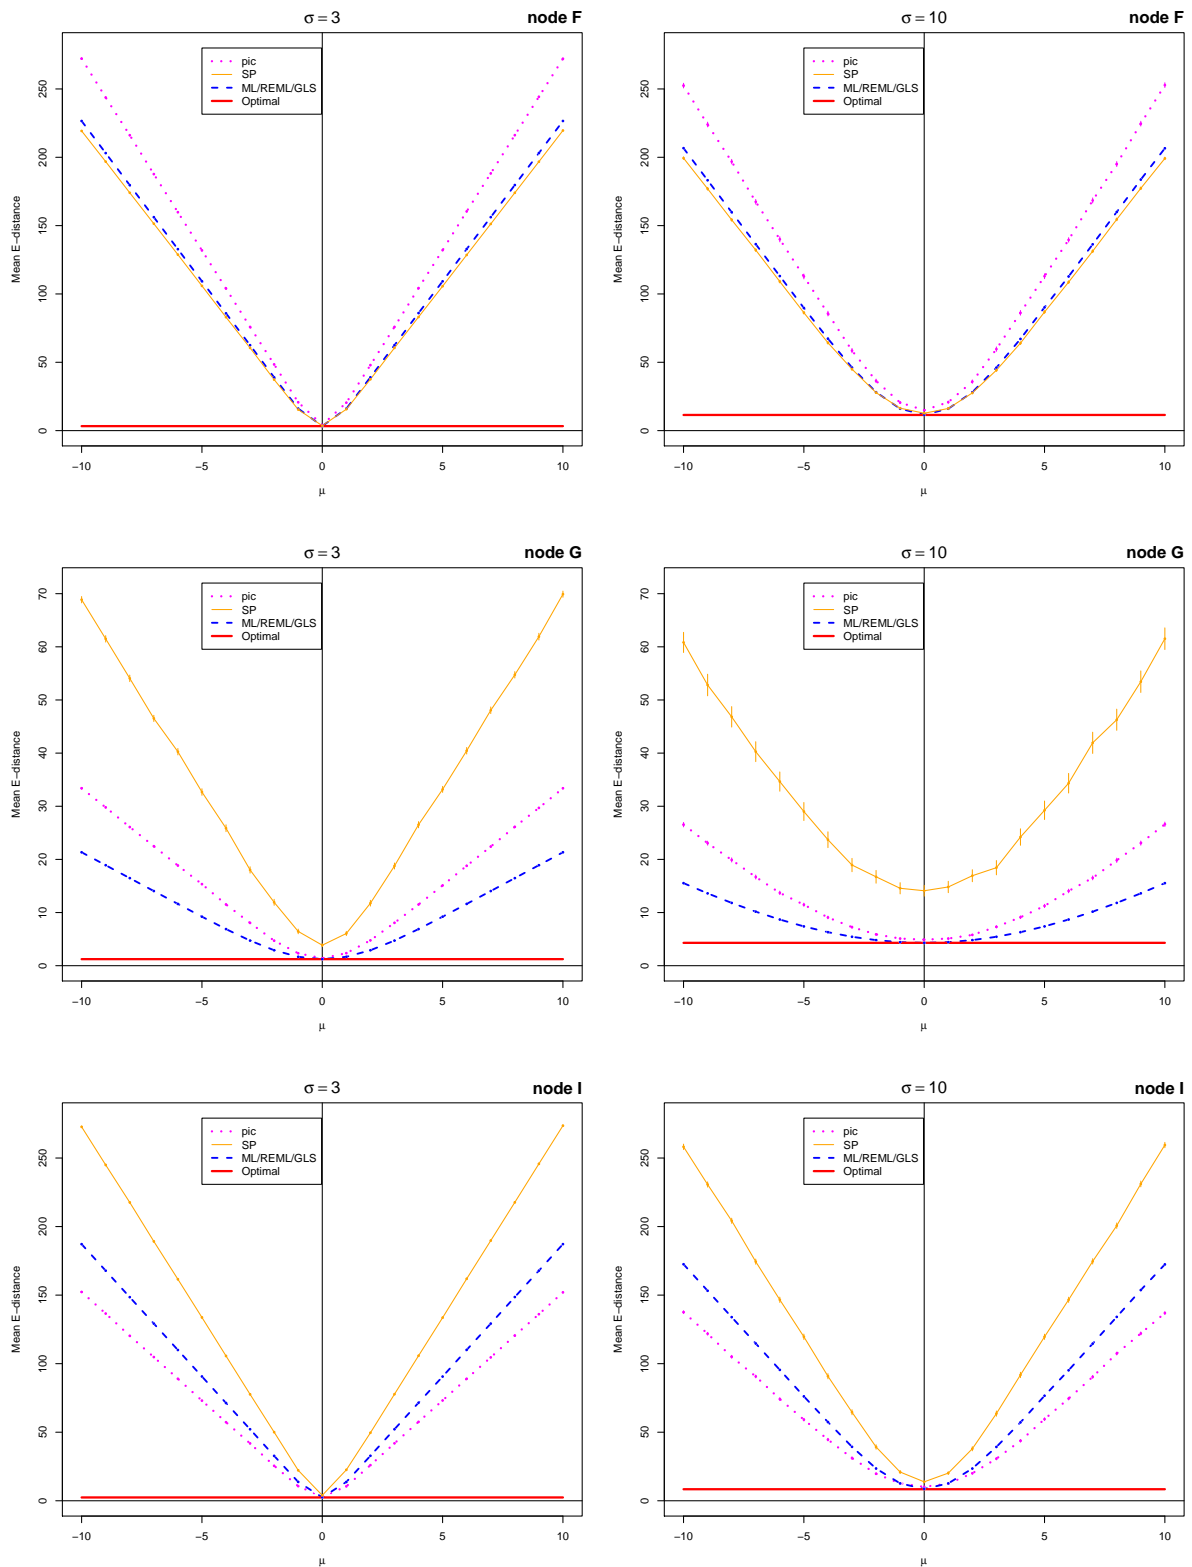 σ = 3
node F
pic
SP
ML/REML/GLS
Optimal
Mean E−distance
0
50
100
150
200
250
−10
−5
0
5
10
μ
σ = 10
node F
pic
SP
ML/REML/GLS
Optimal
Mean E−distance
0
50
100
150
200
250
−10
−5
0
5
10
μ
σ = 3
node G
pic
SP
ML/REML/GLS
Optimal
Mean E−distance
0
10
20
30
40
50
60
70
−10
−5
0
5
10
μ
σ = 10
node G
pic
SP
ML/REML/GLS
Optimal
Mean E−distance
0
10
20
30
40
50
60
70
−10
−5
0
5
10
μ
σ = 3
node I
pic
SP
ML/REML/GLS
Optimal
Mean E−distance
0
50
100
150
200
250
−10
−5
0
5
10
μ
σ = 10
node I
pic
SP
ML/REML/GLS
Optimal
Mean E−distance
0
50
100
150
200
250
−10
−5
0
5
10
μ